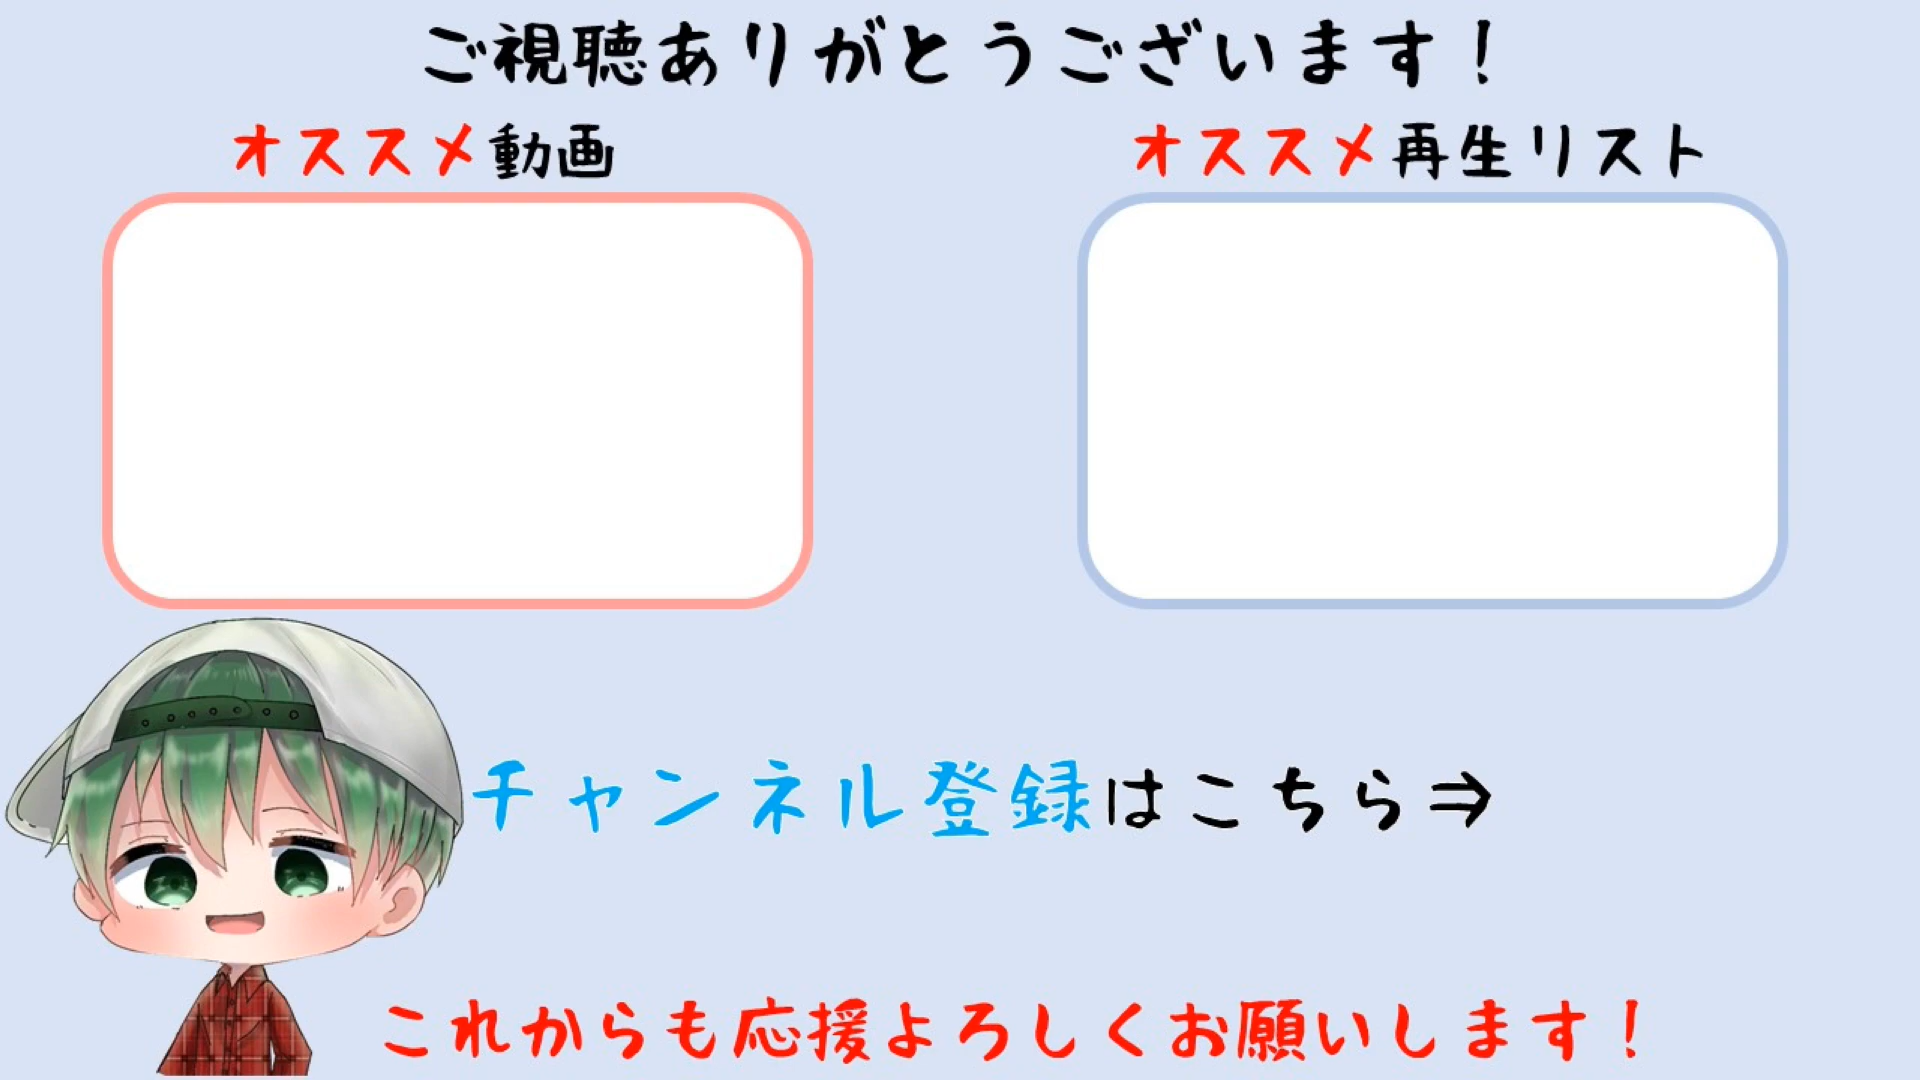 ご視聴ありがとうございます！
オススメ動画
オススメ再生リスト
チャンネル登録はこちら⇒
これからも応援よろしくお願いします！